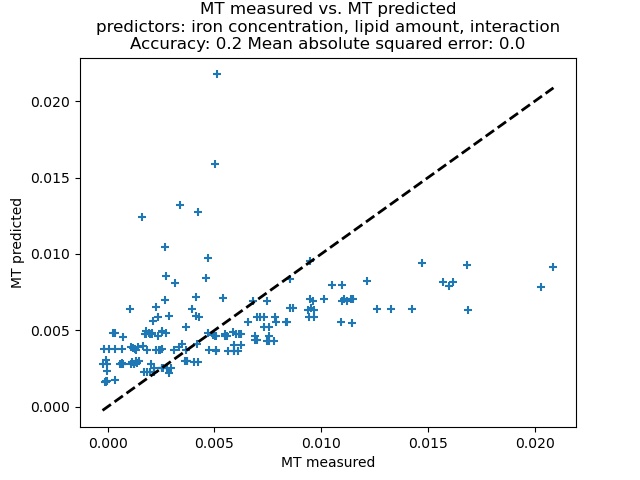 MT measured vs. MT predicted
predictors: iron concentration, lipid amount, interaction
Accuracy: 0.2 Mean absolute squared error: 0.0
MT predicted
0.020
0.015
0.010
0.005
0.000
0.000 0.005 0.010 0.015 0.020
MT measured